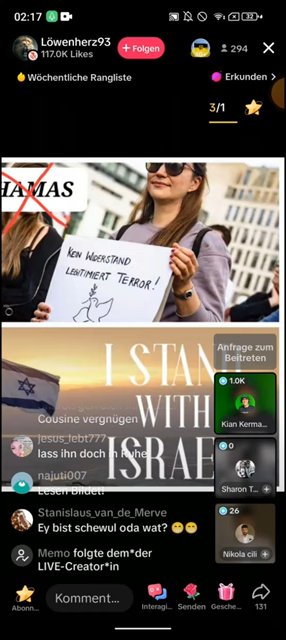 02:17
32
Löwenherz93
117.0K Likes
+ Folgen
294
Wöchentliche Rangliste
Erkunden >
3/1
HAMAS
KEIN WIDERSTAND
LEGITIMIERT TERROR!
I STAND
WITH
ISRAEL
Anfrage zum
Beitreten
1.0K
Kian Kerma...
0
Sharon T...
26
Nikola cili
Cousine vergnügen
jesus_lebt777
lass ihn doch in Ruhe
najuti007
Lesen Bildet!
Stanislaus_van_de_Merve
Ey bist schewul oda wat? 😁😁
Memo folgte dem*der
LIVE-Creator*in
Abonn...
Komment...
Interagi...
Senden
Gesche...
131